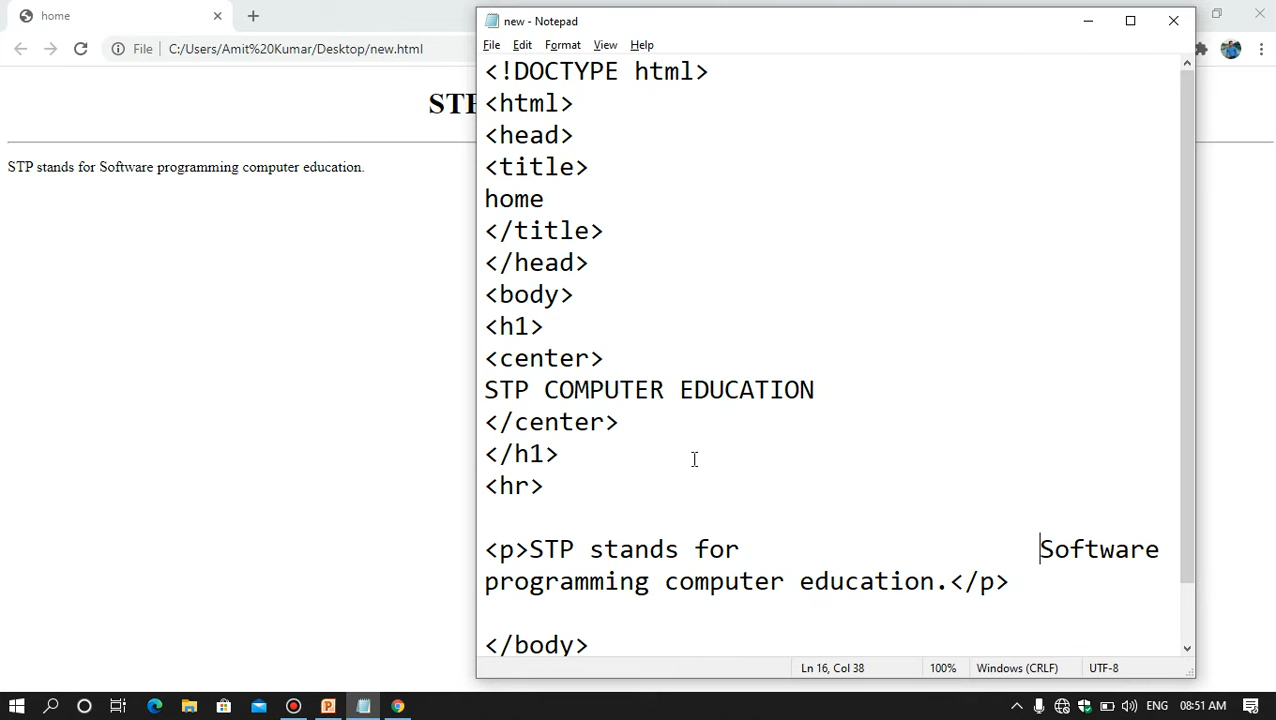 home
File
C:/Users/Amit%20Kumar/Desktop/new.html
STP stands for Software programming computer education.
new - Notepad
File Edit Format View Help
<!DOCTYPE html>
<html>
<head>
<title>
home
</title>
</head>
<body>
<h1>
<center>
STP COMPUTER EDUCATION
</center>
</h1>
<hr>
<p>STP stands for Software
programming computer education.</p>
</body>
Ln 16, Col 38
100%
Windows (CRLF)
UTF-8
ENG
08:51 AM